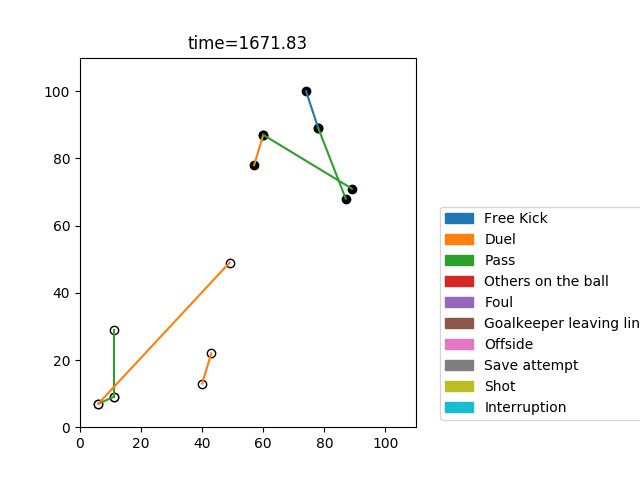 time=1671.83
100
80
60
40
20
0
0 20 40 60 80 100
Free Kick
Duel
Pass
Others on the ball
Foul
Goalkeeper leaving lin
Offside
Save attempt
Shot
Interruption